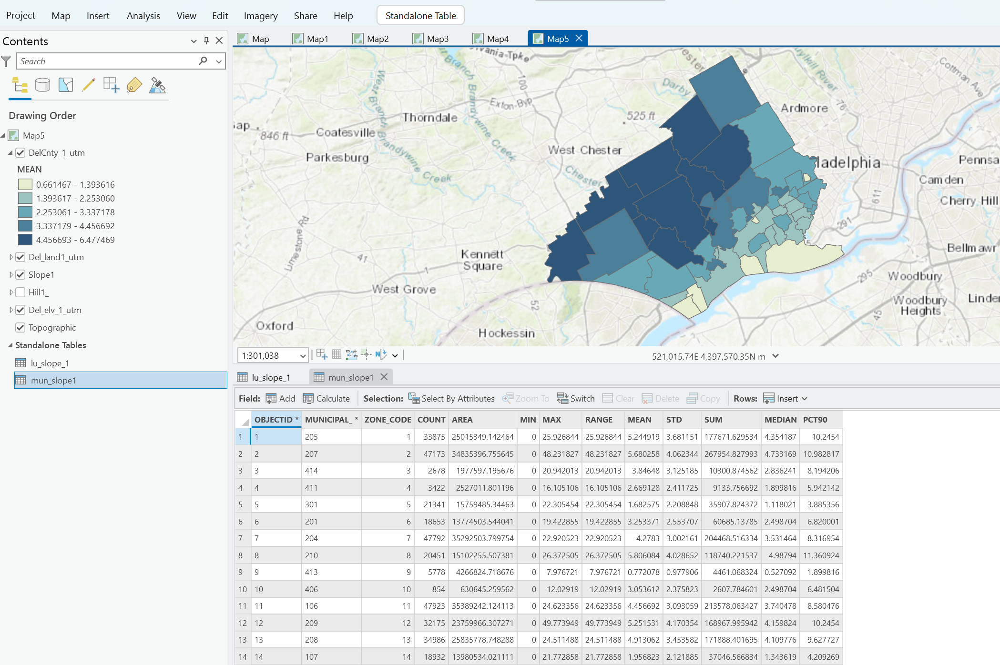 Project Map Insert Analysis View Edit Imagery Share Help Standalone Table
Contents
Search
Drawing Order
Map5
DelCnty_1_utm
MEAN
0.661467 - 1.393616
1.393617 - 2.253060
2.253061 - 3.337178
3.337179 - 4.456692
4.456693 - 6.477469
Del_land1_utm
Slope1
Hill1_
Del_elv_1_utm
Topographic
Standalone Tables
lu_slope_1
mun_slope1
Map Map1 Map2 Map3 Map4 Map5
vania-Tpke
ester
uylkill River
Cottman Ave
West Branch
Brandywine Creek
East Branch
Brandywine Creek
100
Exton-Byp
Darby
76
Ardmore
525 ft
Thorndale
ap
846 ft
Coatesville
West Chester
Parkesburg
Chester
ladelphia
Pennsa
Camden
611
Cherry Hill
291
Limestone Rd
Kennett
Square
41
1
5
Bellmawr
295
Woodbury
West Grove
52
Woodbury
Heights
Linde
45
Oxford
Hockessin
1:301,038
N
521,015.74E 4,397,570.35N m
lu_slope_1 mun_slope1
Field: Add Calculate Selection: Select By Attributes Zoom To Switch Clear Delete Copy Rows: Insert
OBJECTID * MUNICIPAL_ * ZONE_CODE COUNT AREA MIN MAX RANGE MEAN STD SUM MEDIAN PCT90
1 1 205 1 33875 25015349.142464 0 25.926844 25.926844 5.244919 3.681151 177671.629534 4.354187 10.2454
2 2 207 2 47173 34835396.755645 0 48.231827 48.231827 5.680258 4.062344 267954.827993 4.733169 10.982817
3 3 414 3 2678 1977597.195676 0 20.942013 20.942013 3.84648 3.125185 10300.874562 2.836241 8.194206
4 4 411 4 3422 2527011.801196 0 16.105106 16.105106 2.669128 2.411725 9133.756692 1.899816 5.942142
5 5 301 5 21341 15759485.34463 0 22.305454 22.305454 1.682575 2.208848 35907.824372 1.118021 3.885356
6 6 201 6 18653 13774503.544041 0 19.422855 19.422855 3.253371 2.553707 60685.13785 2.498704 6.820001
7 7 204 7 47792 35292503.799754 0 22.920523 22.920523 4.2783 3.002161 204468.516334 3.531464 8.316954
8 8 210 8 20451 15102255.507381 0 26.372505 26.372505 5.806084 4.028652 118740.221537 4.98794 11.360924
9 9 413 9 5778 4266824.718676 0 7.976721 7.976721 0.772078 0.977906 4461.068324 0.527092 1.899816
10 10 406 10 854 630645.259562 0 12.02919 12.02919 3.053612 2.375823 2607.784601 2.498704 6.481504
11 11 106 11 47923 35389242.124113 0 24.623356 24.623356 4.456692 3.093059 213578.063427 3.740478 8.580476
12 12 209 12 32175 23759966.307271 0 49.773949 49.773949 5.251531 4.170354 168967.995942 4.159824 10.2454
13 13 208 13 34986 25835778.748288 0 24.511488 24.511488 4.913062 3.453582 171888.401695 4.109776 9.627727
14 14 107 14 18932 13980534.021111 0 21.772858 21.772858 1.956823 2.121885 37046.566834 1.343619 4.209269